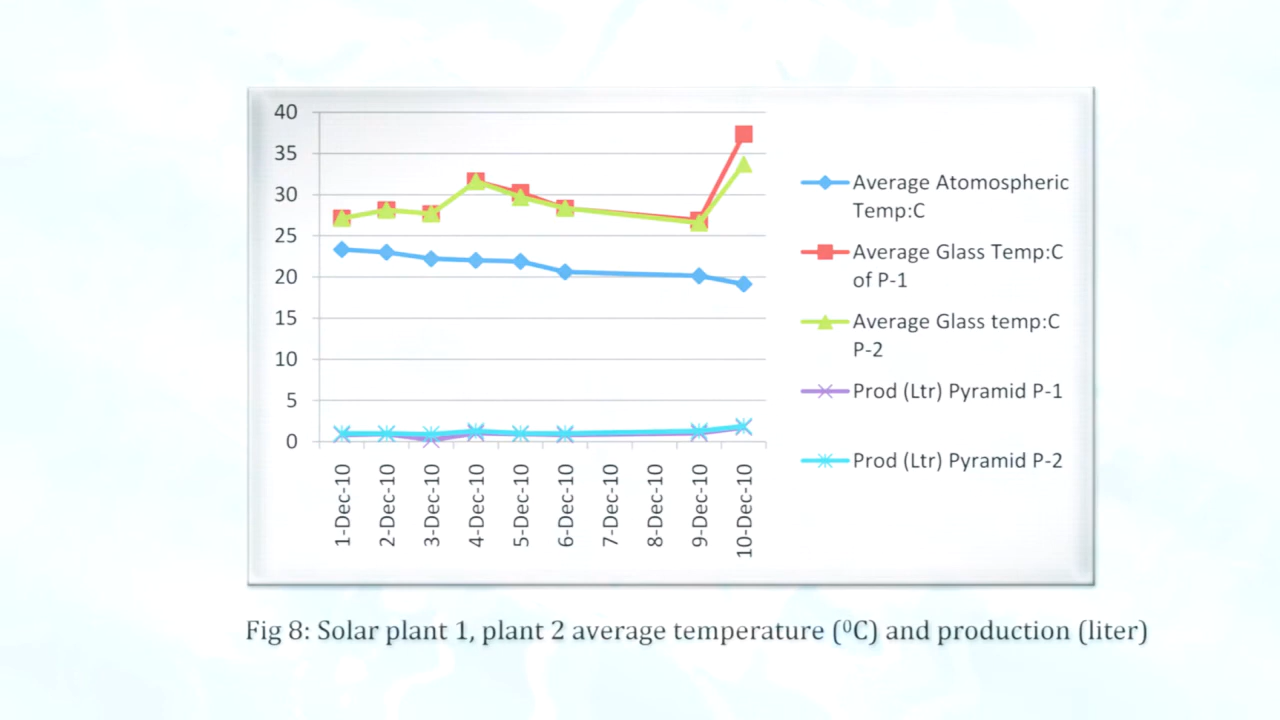 40
35
30
25
20
15
10
5
0
1-Dec-10
2-Dec-10
3-Dec-10
4-Dec-10
5-Dec-10
6-Dec-10
7-Dec-10
8-Dec-10
9-Dec-10
10-Dec-10
Average Atomospheric
Temp:C
Average Glass Temp:C
of P-1
Average Glass temp:C
P-2
Prod (Ltr) Pyramid P-1
Prod (Ltr) Pyramid P-2
Fig 8: Solar plant 1, plant 2 average temperature (⁰C) and production (liter)